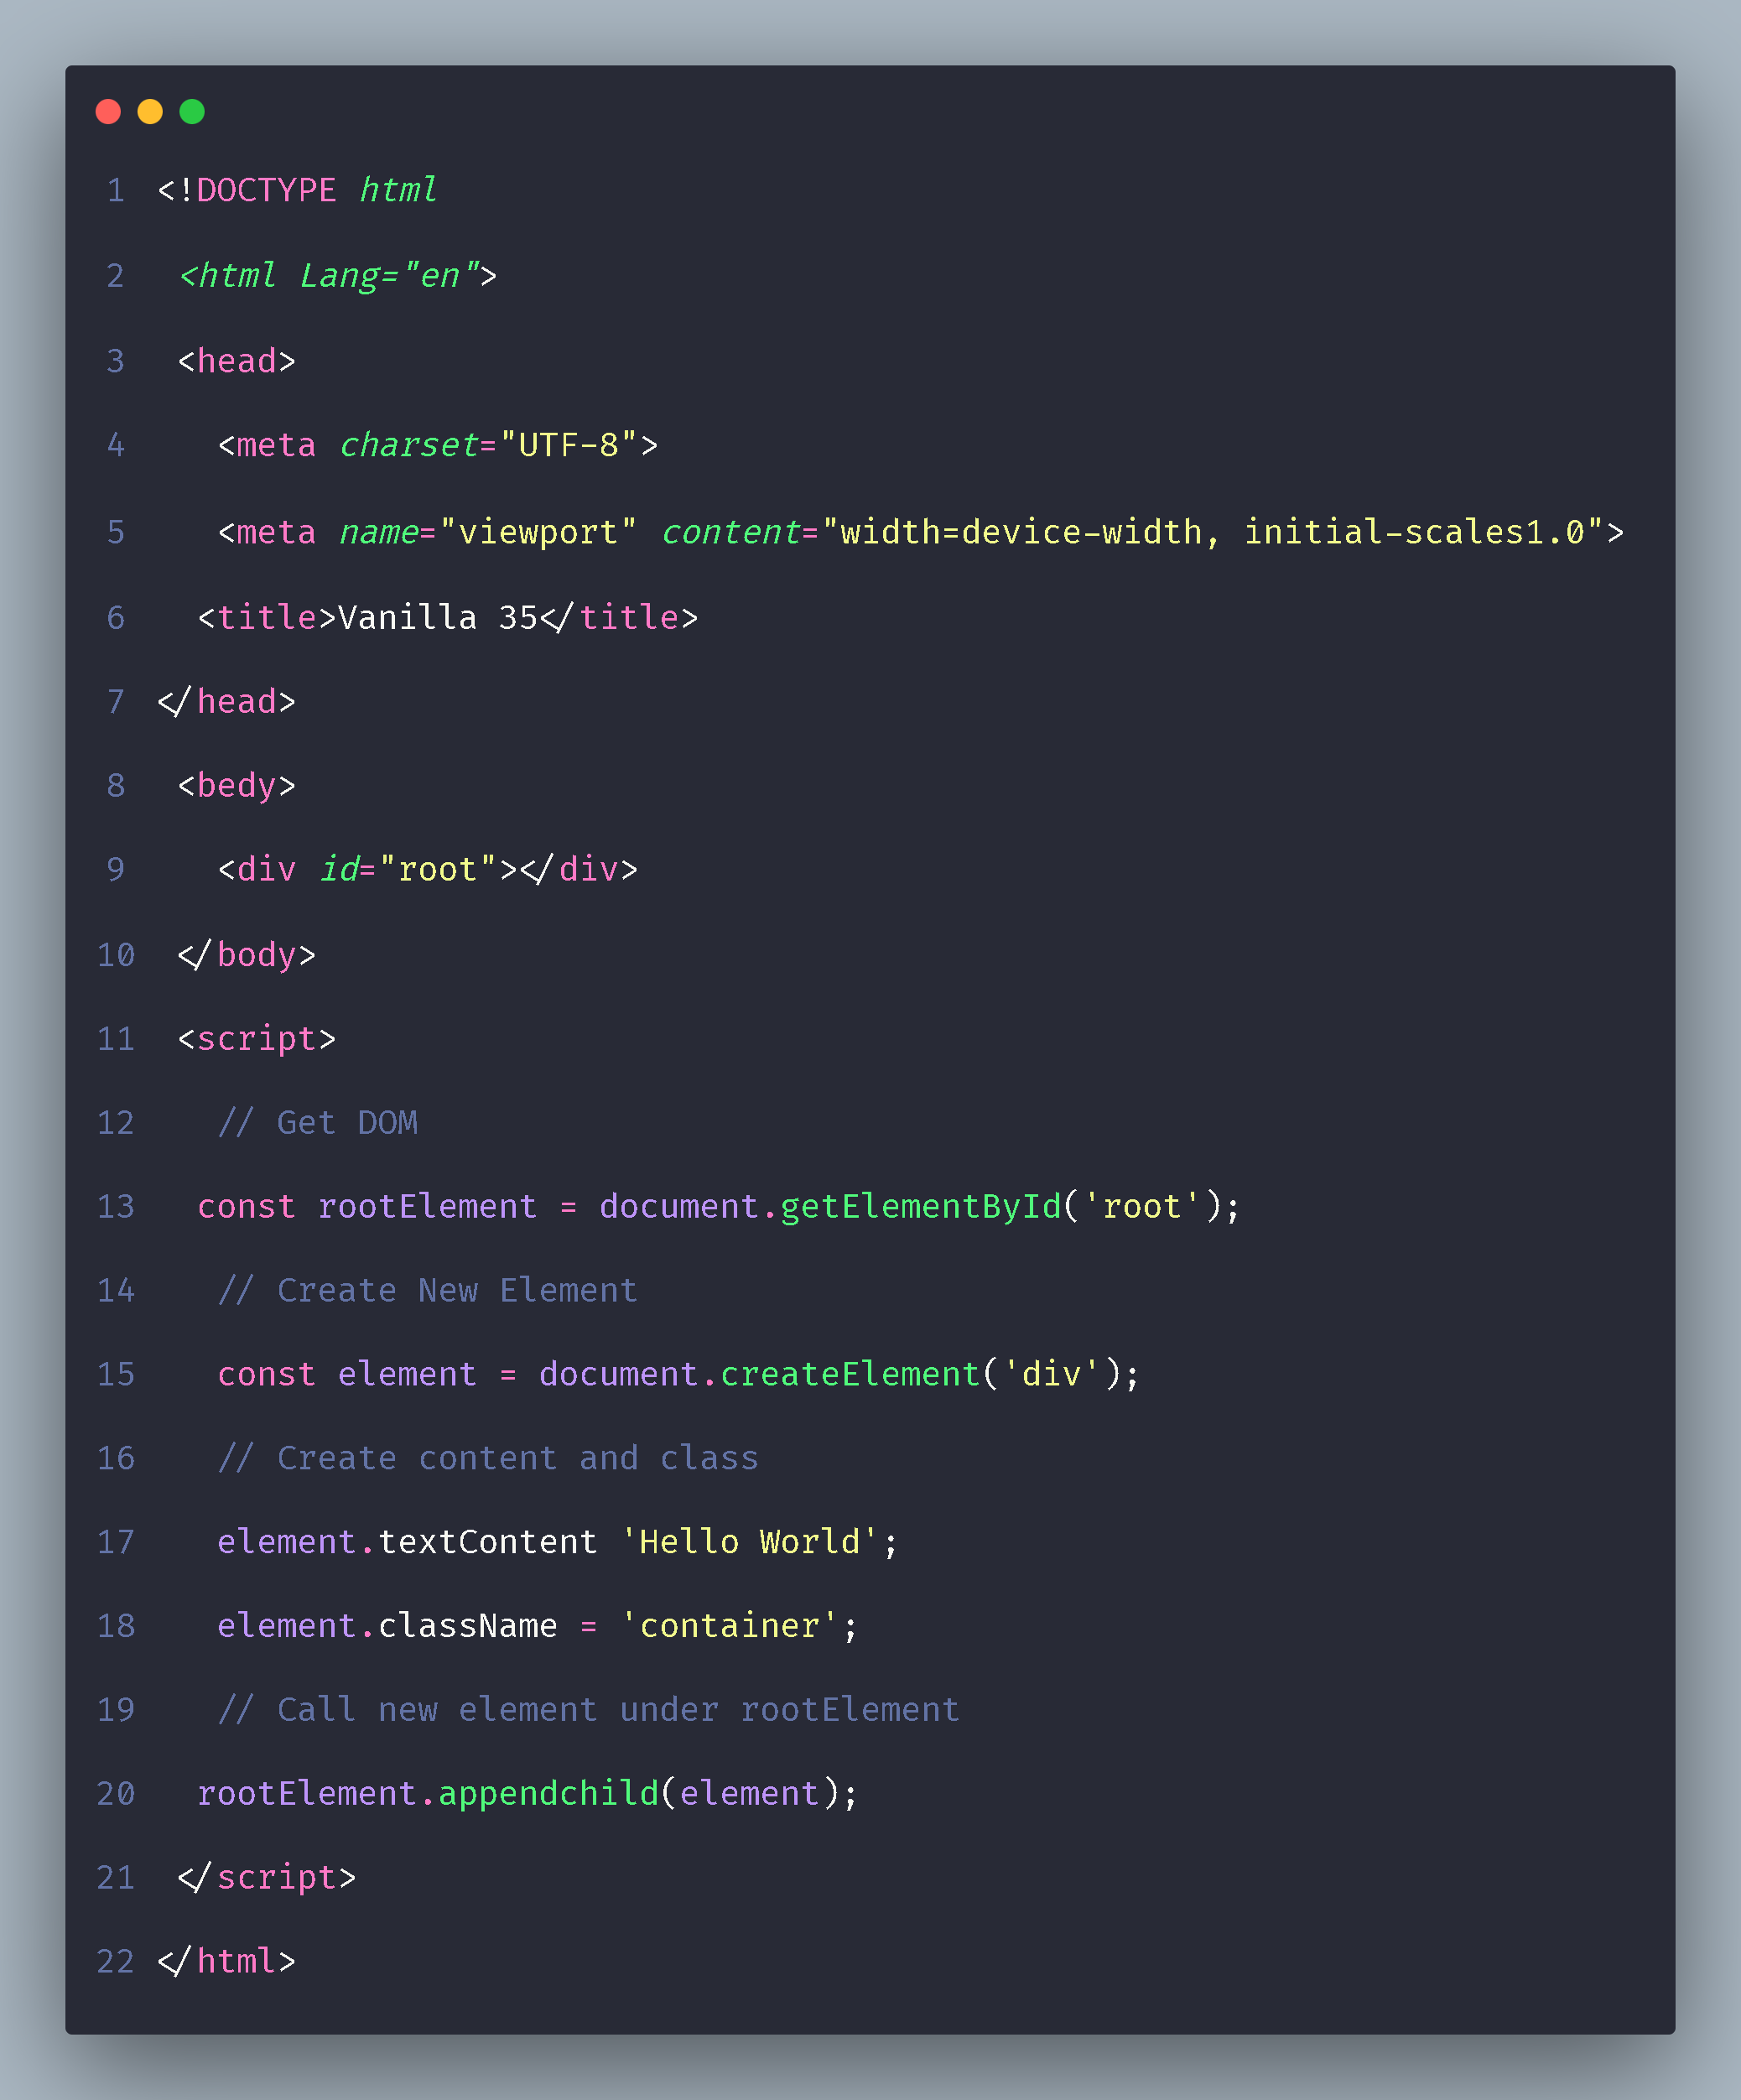 1 <!DOCTYPE html
2 <html Lang="en">
3 <head>
4 <meta charset="UTF-8">
5 <meta name="viewport" content="width=device-width, initial-scales1.0">
6 <title>Vanilla 35</title>
7 </head>
8 <bedy>
9 <div id="root"></div>
10 </body>
11 <script>
12 // Get DOM
13 const rootElement = document.getElementById('root');
14 // Create New Element
15 const element = document.createElement('div');
16 // Create content and class
17 element.textContent 'Hello World';
18 element.className = 'container';
19 // Call new element under rootElement
20 rootElement.appendchild(element);
21 </script>
22 </html>